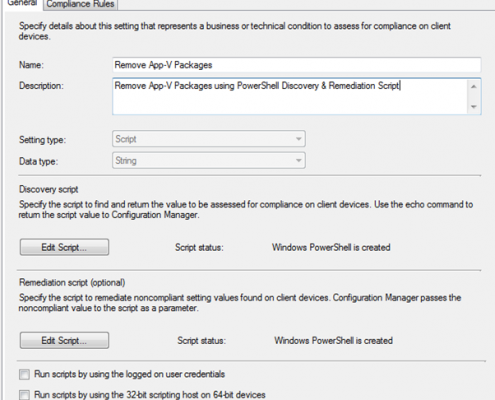 General Compliance Rules
Specify details about this setting that represents a business or technical condition to assess for compliance on client
devices.
Name: Remove App-V Packages
Description: Remove App-V Packages using PowerShell Discovery & Remediation Script
Setting type: Script
Data type: String
Discovery script
Specify the script to find and return the value to be assessed for compliance on client devices. Use the echo command to
return the script value to Configuration Manager.
Edit Script... Script status: Windows PowerShell is created
Remediation script (optional)
Specify the script to remediate noncompliant setting values found on client devices. Configuration Manager passes the
noncompliant value to the script as a parameter.
Edit Script... Script status: Windows PowerShell is created
Run scripts by using the logged on user credentials
Run scripts by using the 32-bit scripting host on 64-bit devices